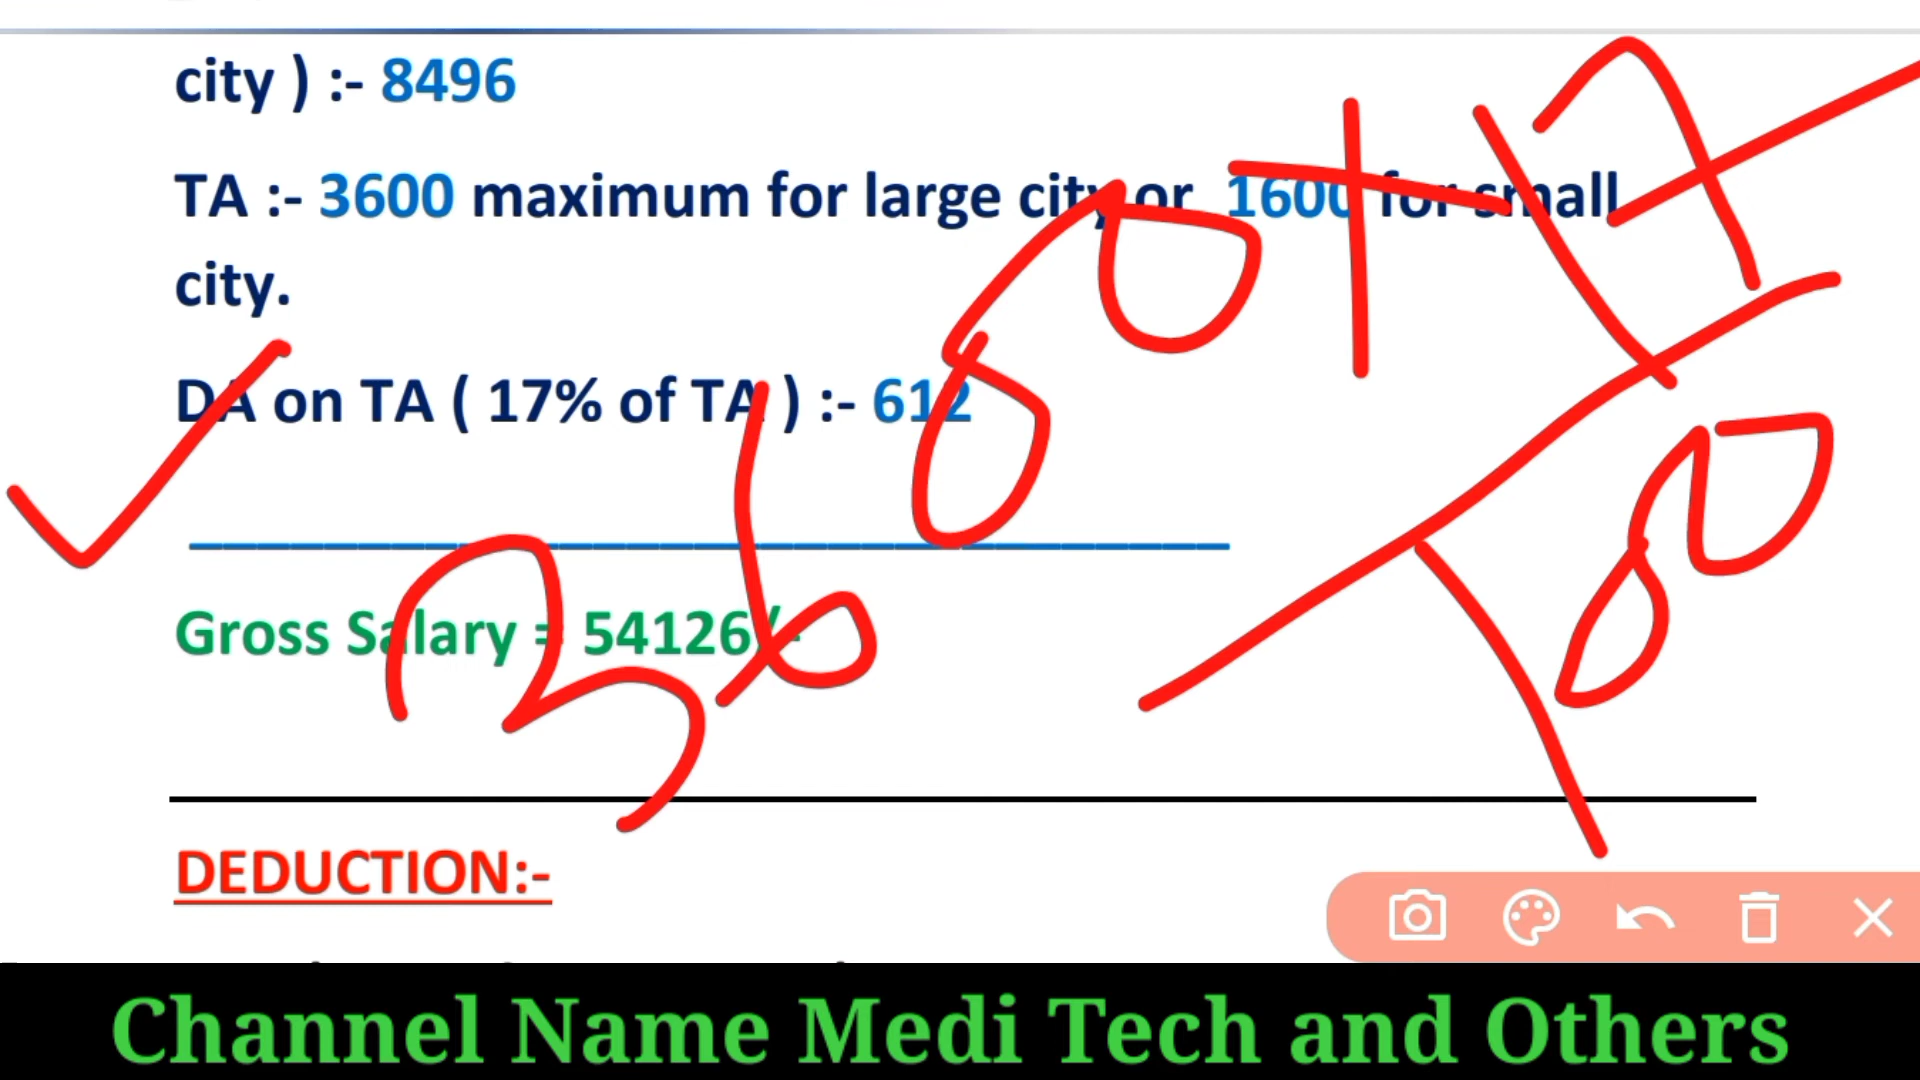 city ) :- 8496
TA :- 3600 maximum for large city or 1600 for small
city.
DA on TA ( 17% of TA ) :- 612
Gross Salary = 54126/-
DEDUCTION:-
3600 + 17
100
Channel Name Medi Tech and Others